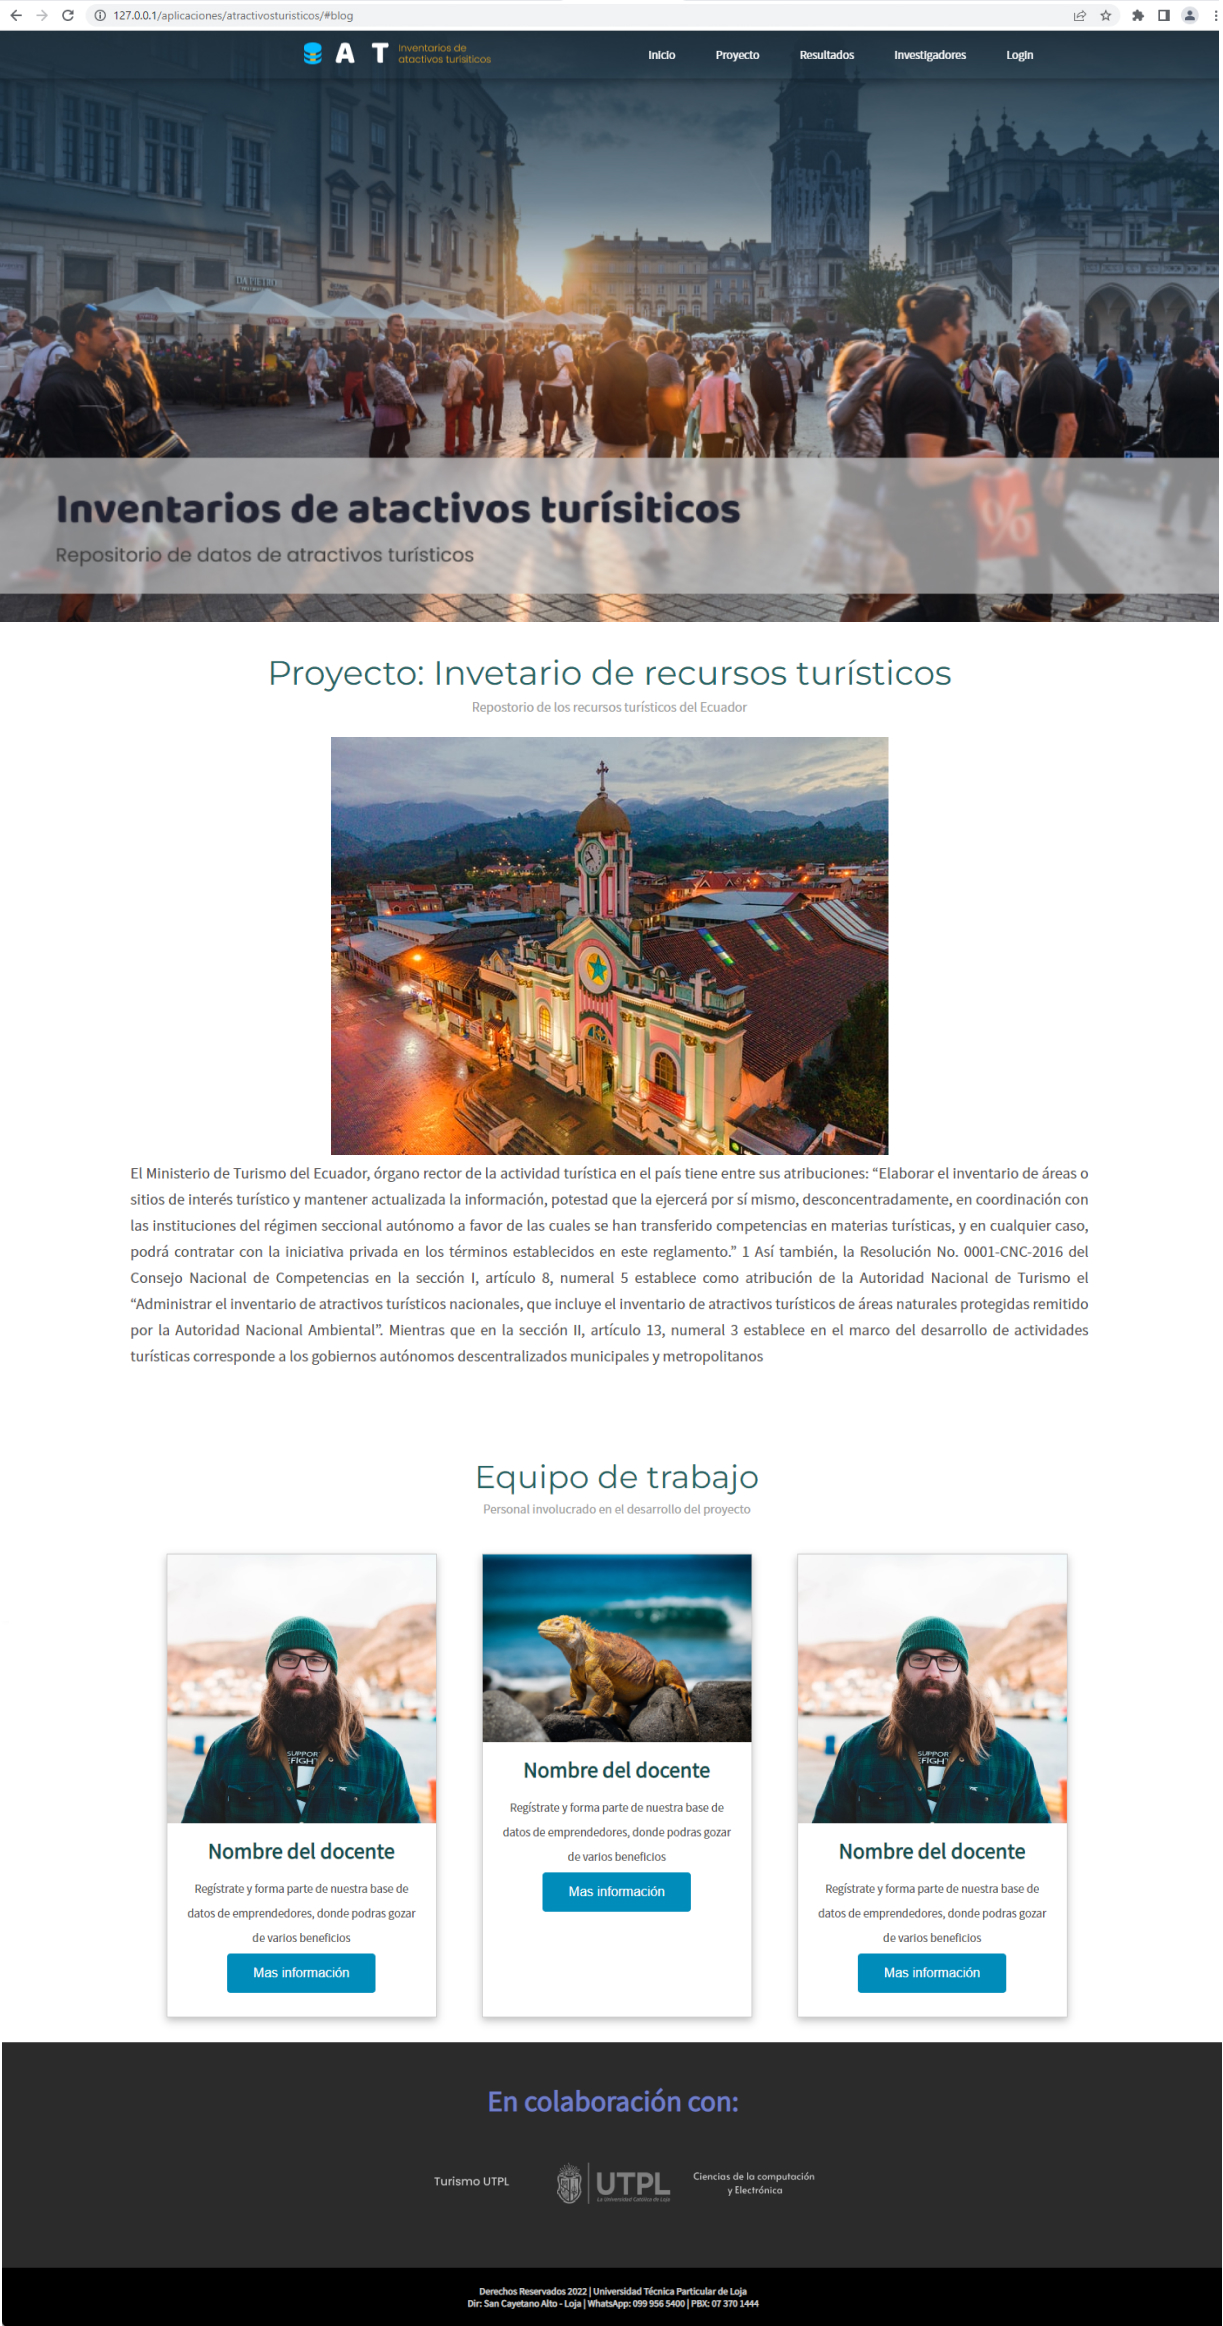 127.0.0.1/aplicaciones/atractivosturisticos/#blog
A T
Inventarios de
atactivos turísiticos
Inicio Proyecto Resultados Investigadores Login
DA PIETRO
Inventarios de atactivos turísiticos
Repositorio de datos de atractivos turísticos
%
Proyecto: Invetario de recursos turísticos
Repostorio de los recursos turísticos del Ecuador
El Ministerio de Turismo del Ecuador, órgano rector de la actividad turística en el país tiene entre sus atribuciones: “Elaborar el inventario de áreas o
sitios de interés turístico y mantener actualizada la información, potestad que la ejercerá por sí mismo, desconcentradamente, en coordinación con
las instituciones del régimen seccional autónomo a favor de las cuales se han transferido competencias en materias turísticas, y en cualquier caso,
podrá contratar con la iniciativa privada en los términos establecidos en este reglamento.” 1 Así también, la Resolución No. 0001-CNC-2016 del
Consejo Nacional de Competencias en la sección I, artículo 8, numeral 5 establece como atribución de la Autoridad Nacional de Turismo el
“Administrar el inventario de atractivos turísticos nacionales, que incluye el inventario de atractivos turísticos de áreas naturales protegidas remitido
por la Autoridad Nacional Ambiental”. Mientras que en la sección II, artículo 13, numeral 3 establece en el marco del desarrollo de actividades
turísticas corresponde a los gobiernos autónomos descentralizados municipales y metropolitanos
Equipo de trabajo
Personal involucrado en el desarrollo del proyecto
SUPPOR
EFIGH
Nombre del docente
Regístrate y forma parte de nuestra base de
datos de emprendedores, donde podras gozar
de varios beneficios
Mas información
Nombre del docente
Regístrate y forma parte de nuestra base de
datos de emprendedores, donde podras gozar
de varios beneficios
Mas información
SUPPOR
EFIGH
Nombre del docente
Regístrate y forma parte de nuestra base de
datos de emprendedores, donde podras gozar
de varios beneficios
Mas información
En colaboración con:
Turismo UTPL
UTPL
La Universidad Católica de Loja
Ciencias de la computación
y Electrónica
Derechos Reservados 2022 | Universidad Técnica Particular de Loja
Dir: San Cayetano Alto - Loja | WhatsApp: 099 956 5400 | PBX: 07 370 1444